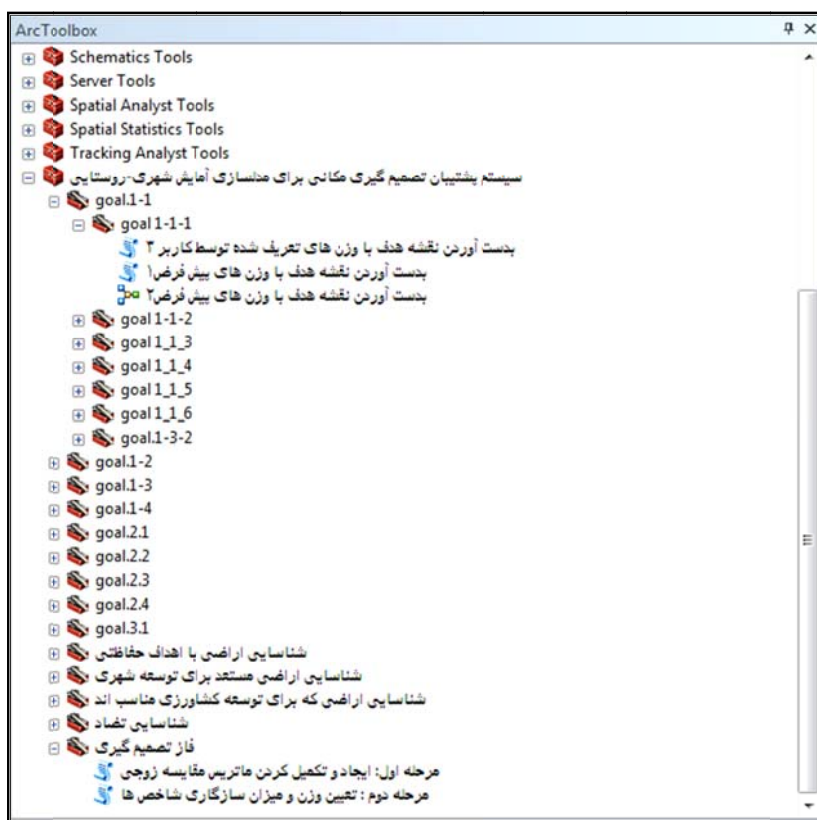 ArcToolbox
Schematics Tools
Server Tools
Spatial Analyst Tools
Spatial Statistics Tools
Tracking Analyst Tools
سیستم پشتیبان تصمیم گیری مکانی برای مدلسازی آمایش شهری-روستایی
goal.1-1
goal 1-1-1
بدست آوردن نقشه هدف با وزن های تعریف شده توسط کاربر ۳
بدست آوردن نقشه هدف با وزن های پیش فرض۱
بدست آوردن نقشه هدف با وزن های پیش فرض۲
goal 1-1-2
goal 1_1_3
goal 1_1_4
goal 1_1_5
goal 1_1_6
goal.1-3-2
goal.1-2
goal.1-3
goal.1-4
goal.2.1
goal.2.2
goal.2.3
goal.2.4
goal.3.1
شناسایی اراضی با اهداف حفاظتی
شناسایی اراضی مستعد برای توسعه شهری
شناسایی اراضی که برای توسعه کشاورزی مناسب اند
شناسایی تضاد
فاز تصمیم گیری
مرحله اول: ایجاد و تکمیل کردن ماتریس مقایسه زوجی
مرحله دوم : تعیین وزن و میزان سازگاری شاخص ها